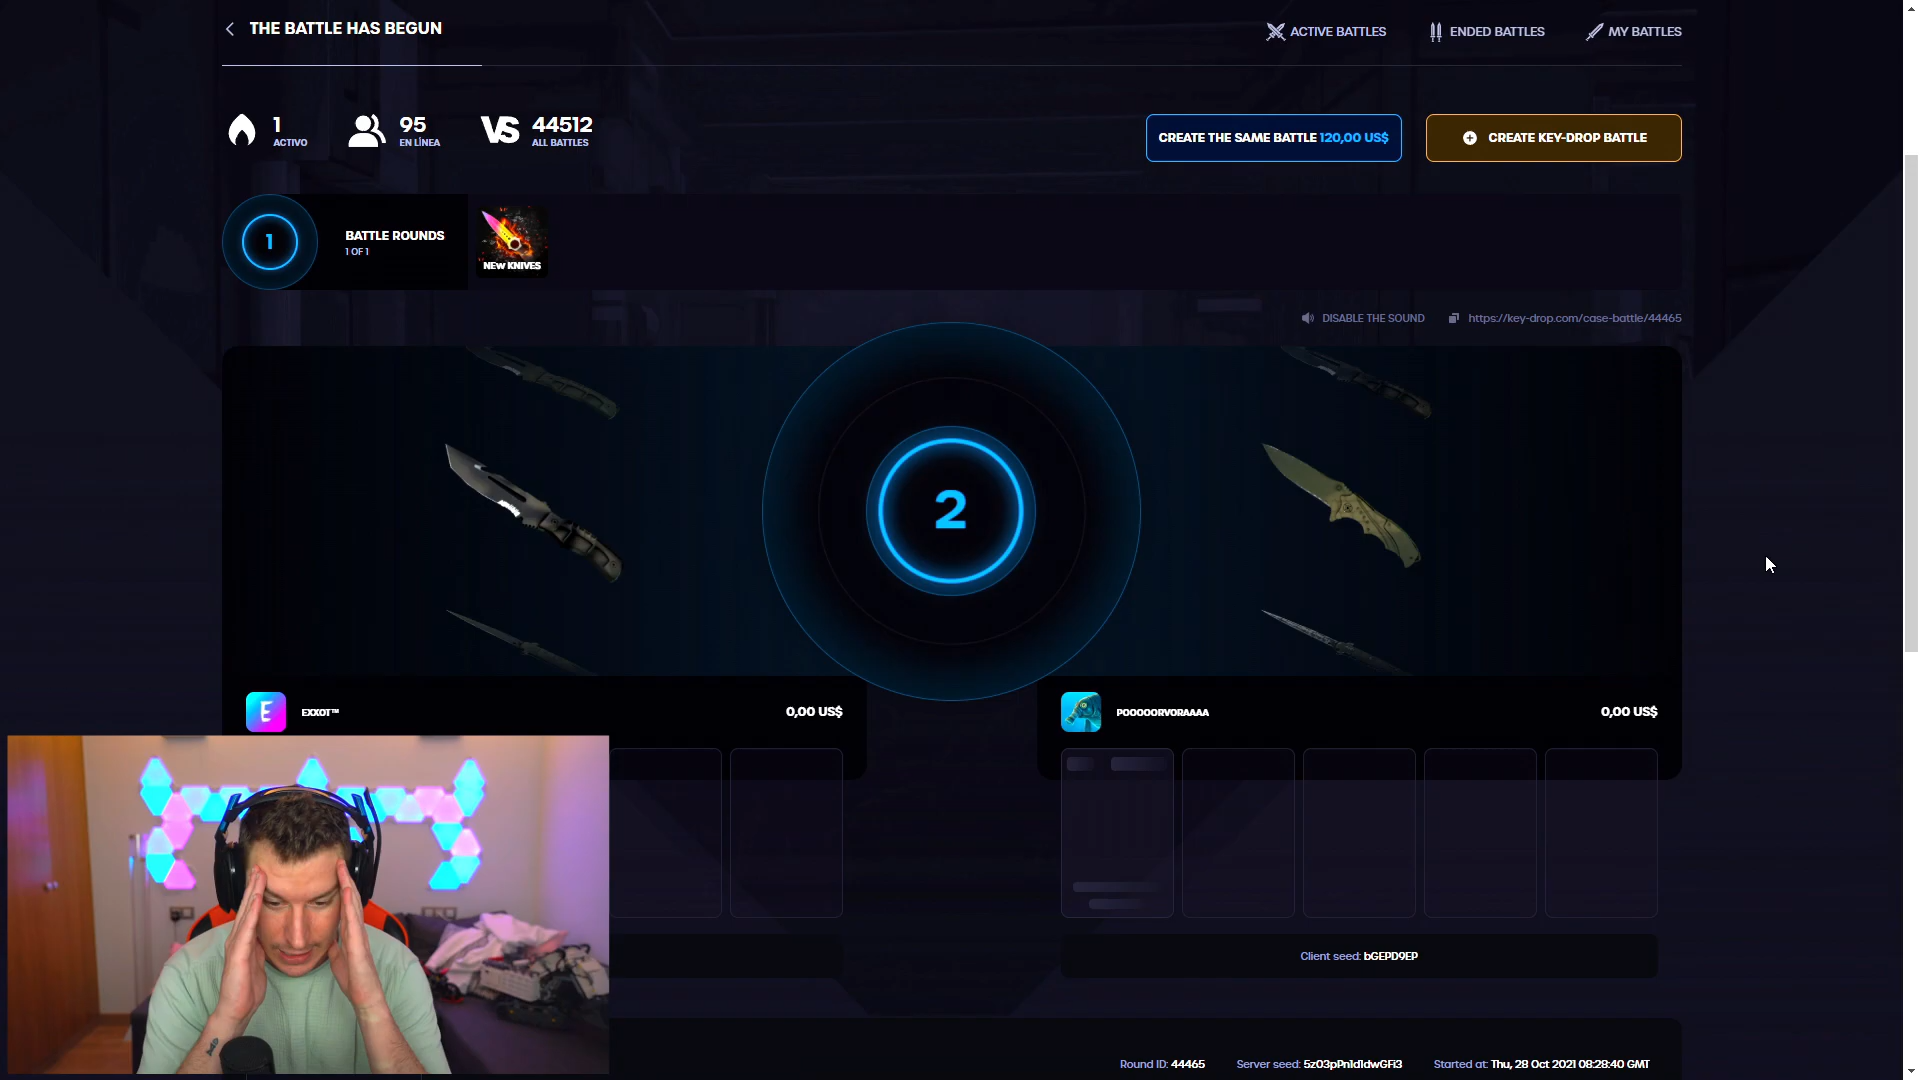 THE BATTLE HAS BEGUN
ACTIVE BATTLES
ENDED BATTLES
MY BATTLES
1
ACTIVO
95
EN LÍNEA
VS
44512
ALL BATTLES
CREATE THE SAME BATTLE 120,00 US$
CREATE KEY-DROP BATTLE
1
BATTLE ROUNDS
1 OF 1
NEW KNIVES
DISABLE THE SOUND
https://key-drop.com/case-battle/44465
2
E
EXXOT™
0,00 US$
POOOOORVORAAAA
0,00 US$
Client seed: bGEPD9EP
Round ID: 44465
Server seed: 5z03pPn1d1dwGFi3
Started at: Thu, 28 Oct 2021 08:28:40 GMT